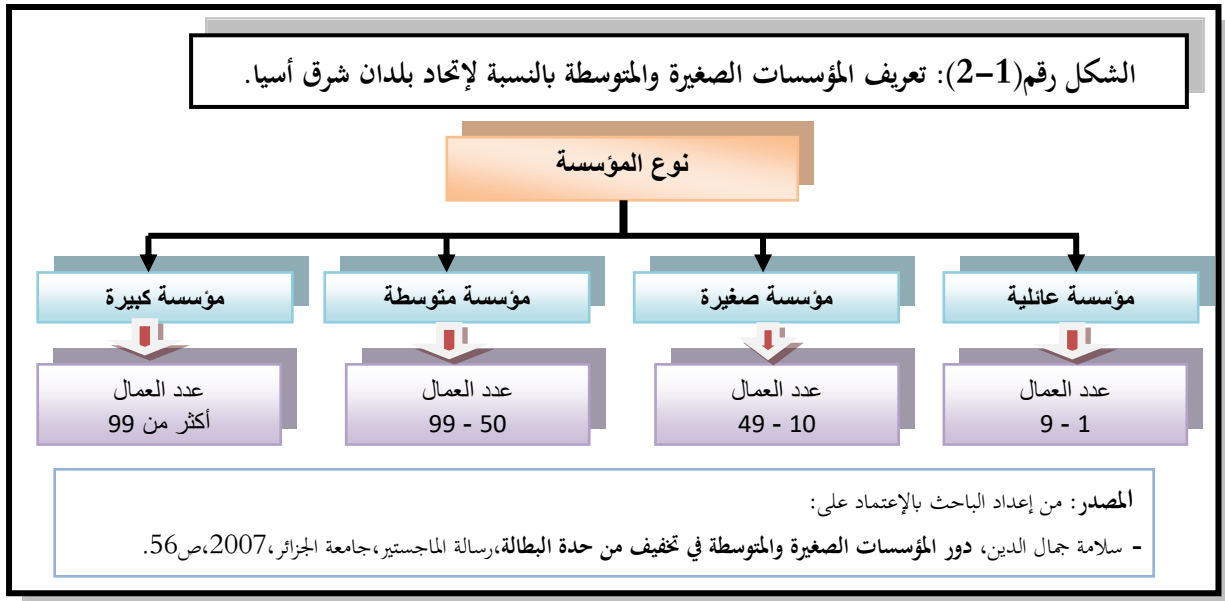 الشكل رقم(1-2): تعريف المؤسسات الصغيرة والمتوسطة بالنسبة لإتحاد بلدان شرق أسيا.
نوع المؤسسة
مؤسسة عائلية
مؤسسة صغيرة
مؤسسة متوسطة
مؤسسة كبيرة
عدد العمال
1 - 9
عدد العمال
10 - 49
عدد العمال
50 - 99
عدد العمال
أكثر من 99
المصدر: من إعداد الباحث بالإعتماد على:
- سلامة جمال الدين، دور المؤسسات الصغيرة والمتوسطة في تخفيف من حدة البطالة،رسالة الماجستير،جامعة الجزائر،2007،ص56.